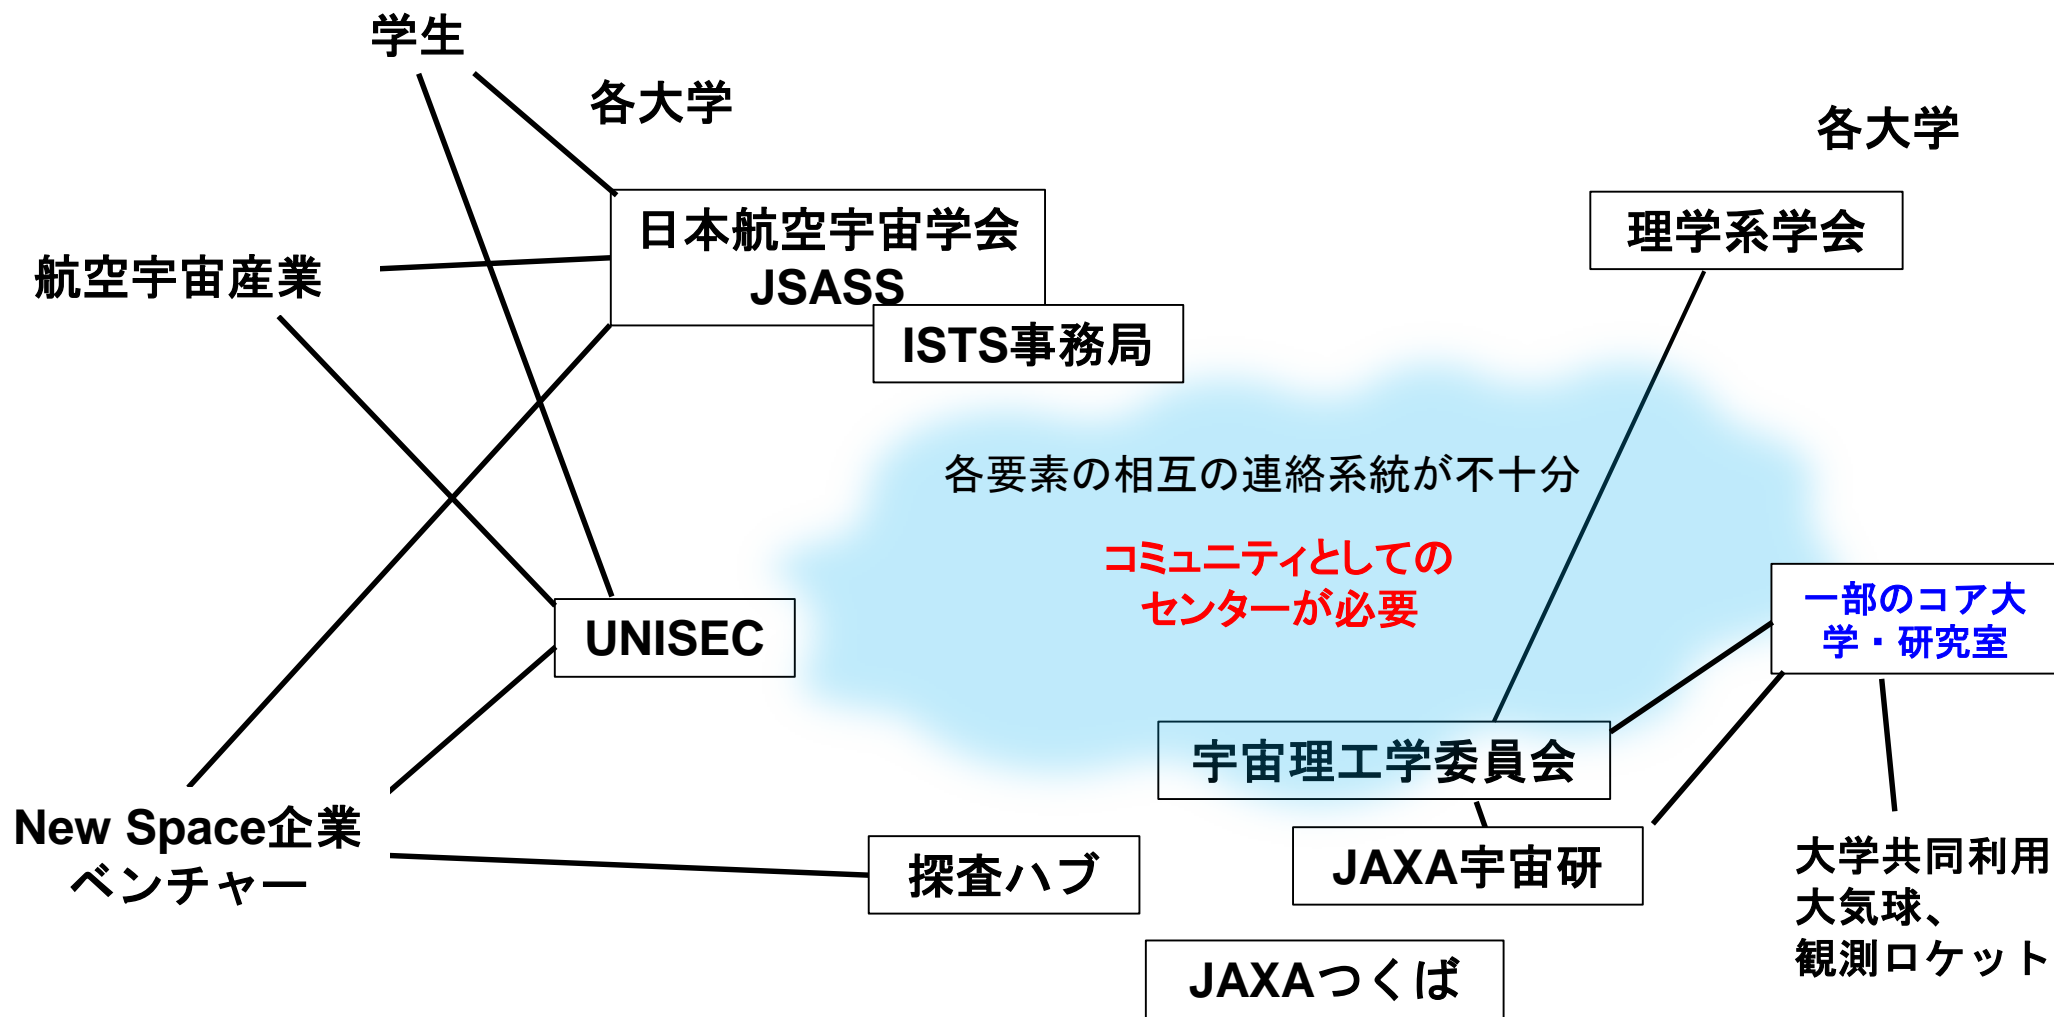 学生
各大学
各大学
日本航空宇宙学会
JSASS
理学系学会
航空宇宙産業
ISTS事務局
各要素の相互の連絡系統が不十分
コミュニティとしての
センターが必要
一部のコア大
学・研究室
UNISEC
宇宙理工学委員会
New Space企業
ベンチャー
探査ハブ
JAXA宇宙研
大学共同利用
大気球、
観測ロケット
JAXAつくば